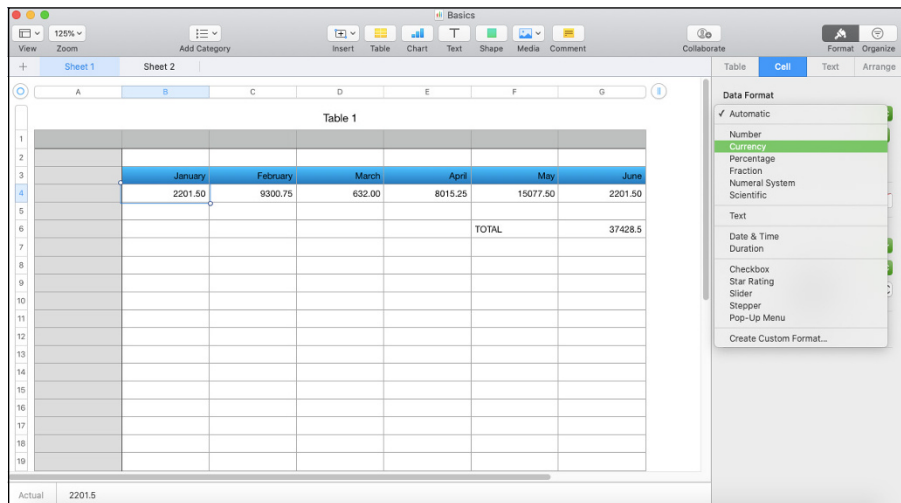 Basics
125%
View Zoom Add Category Insert Table Chart Text Shape Media Comment Collaborate Format Organize
Sheet 1 Sheet 2 Table Cell Text Arrange
A B C D E F G
Data Format
Table 1
✓ Automatic
Number
Currency
Percentage
Fraction
Numeral System
Scientific
Text
Date & Time
Duration
Checkbox
Star Rating
Slider
Stepper
Pop-Up Menu
Create Custom Format...
1
2
3 January February March April May June
4 2201.50 9300.75 632.00 8015.25 15077.50 2201.50
5
6 TOTAL 37428.5
7
8
9
10
11
12
13
14
15
16
17
18
19
Actual 2201.5